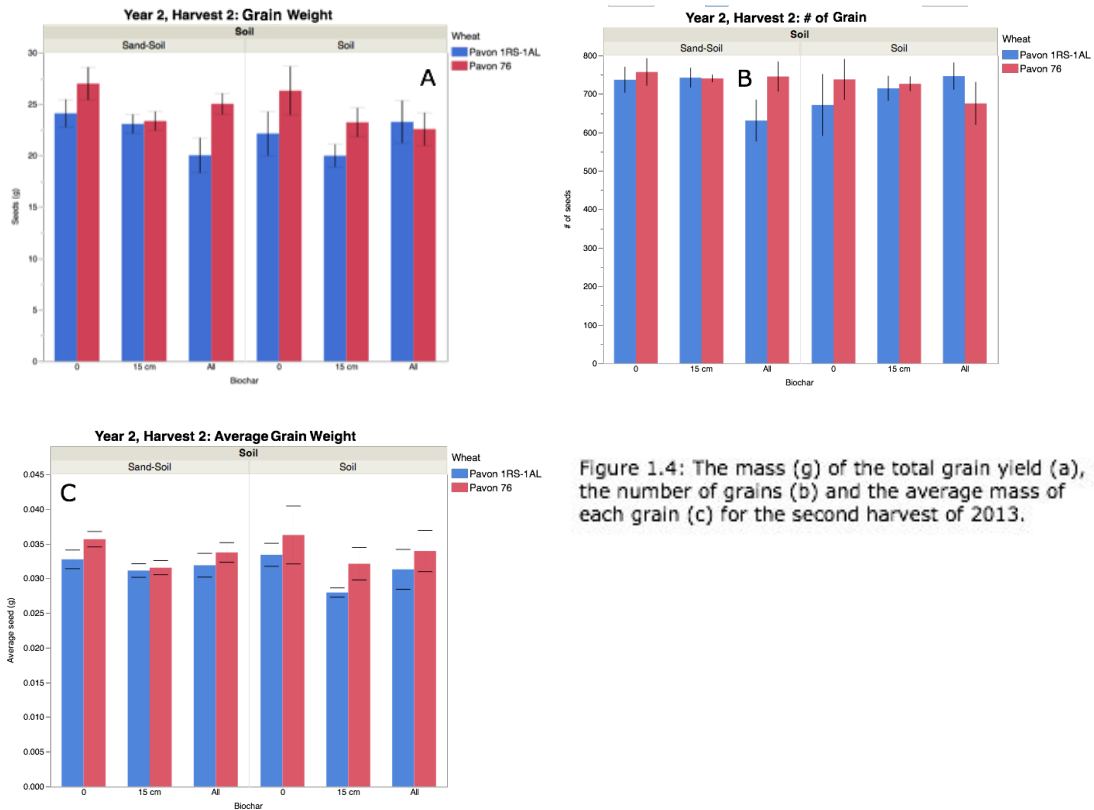 Year 2, Harvest 2: Grain Weight
Soil
Sand-Soil Soil
Wheat
Pavon 1RS-1AL
Pavon 76
A
30
25
20
15
10
5
0
Seeds (g)
0 15 cm All 0 15 cm All
Biochar
Year 2, Harvest 2: # of Grain
Soil
Sand-Soil Soil
Wheat
Pavon 1RS-1AL
Pavon 76
B
800
700
600
500
400
300
200
100
0
# of seeds
0 15 cm All 0 15 cm All
Biochar
Year 2, Harvest 2: Average Grain Weight
Soil
Sand-Soil Soil
Wheat
Pavon 1RS-1AL
Pavon 76
C
0.045
0.040
0.035
0.030
0.025
0.020
0.015
0.010
0.005
0.000
Average seed (g)
0 15 cm All 0 15 cm All
Biochar
Figure 1.4: The mass (g) of the total grain yield (a),
the number of grains (b) and the average mass of
each grain (c) for the second harvest of 2013.